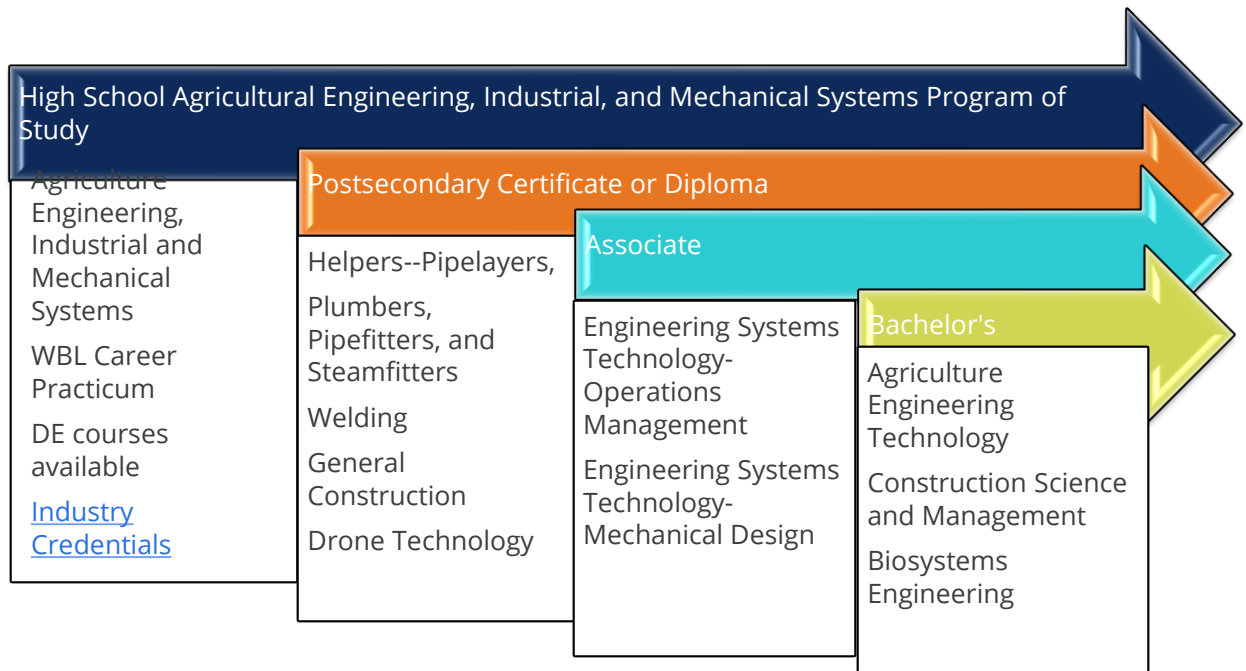 High School Agricultural Engineering, Industrial, and Mechanical Systems Program of
Study
Agriculture
Engineering,
Industrial and
Mechanical
Systems
WBL Career
Practicum
DE courses
available
Industry
Credentials
Postsecondary Certificate or Diploma
Helpers--Pipelayers,
Plumbers,
Pipefitters, and
Steamfitters
Welding
General
Construction
Drone Technology
Associate
Engineering Systems
Technology-
Operations
Management
Engineering Systems
Technology-
Mechanical Design
Bachelor's
Agriculture
Engineering
Technology
Construction Science
and Management
Biosystems
Engineering